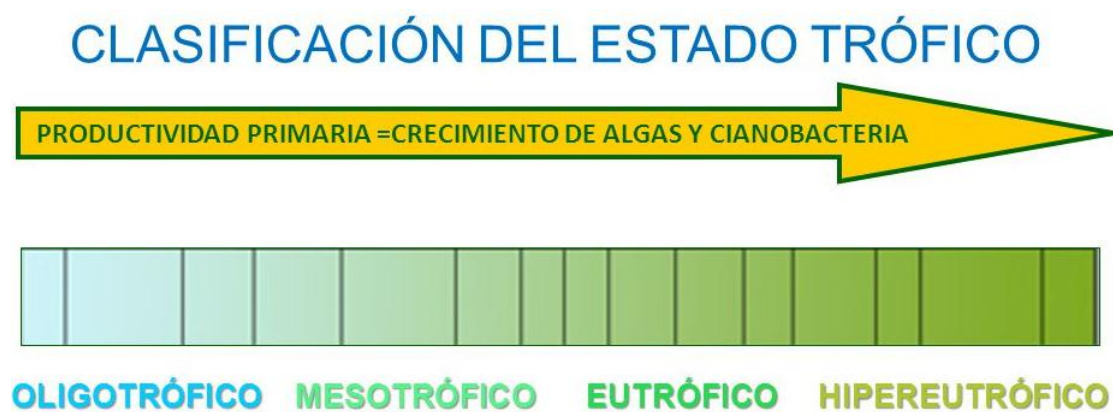 CLASIFICACIÓN DEL ESTADO TRÓFICO
PRODUCTIVIDAD PRIMARIA =CRECIMIENTO DE ALGAS Y CIANOBACTERIA
OLIGOTRÓFICO MESOTRÓFICO EUTRÓFICO HIPEREUTRÓFICO